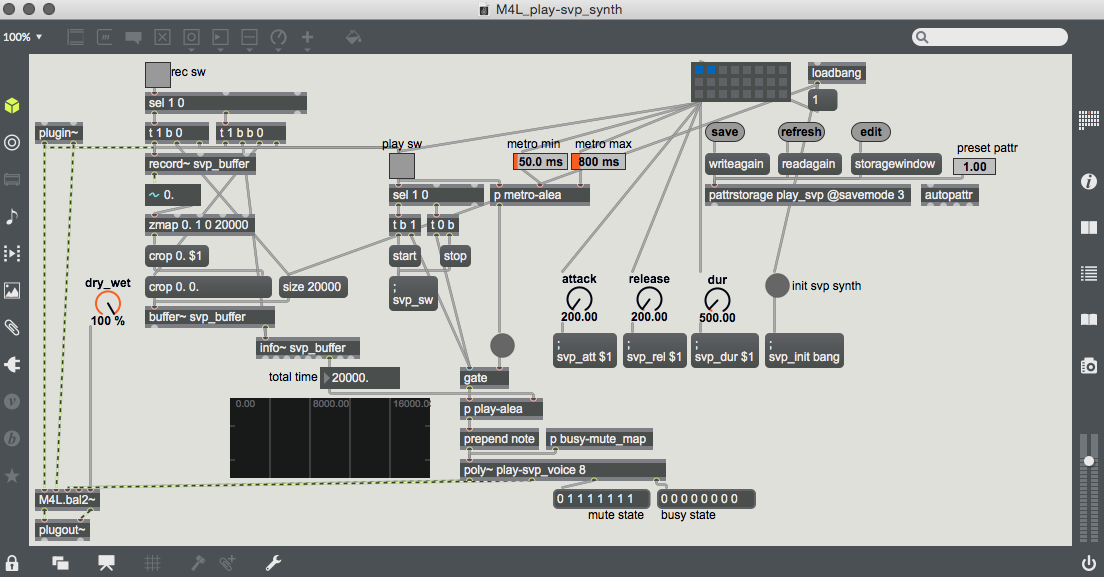 M4L_play-svp_synth
100%
rec sw
loadbang
sel 1 0
1
plugin~
t 1 b 0
t 1 b b 0
save
refresh
edit
play sw
metro min
metro max
preset pattr
record~ svp_buffer
50.0 ms
800 ms
writeagain
readagain
storagewindow
1.00
~ 0.
sel 1 0
p metro-alea
pattrstorage play_svp @savemode 3
autopattr
zmap 0. 1 0 20000
t b 1
t 0 b
crop 0. $1
start
stop
dry_wet
crop 0. 0.
size 20000
;
svp_sw
attack
release
dur
init svp synth
100 %
buffer~ svp_buffer
200.00
200.00
500.00
info~ svp_buffer
;
svp_att $1
;
svp_rel $1
;
svp_dur $1
;
svp_init bang
total time
20000.
gate
0.00
8000.00
16000.0
p play-alea
prepend note
p busy-mute_map
poly~ play-svp_voice 8
M4L.bal2~
0 1 1 1 1 1 1 1
0 0 0 0 0 0 0 0
mute state
busy state
plugout~